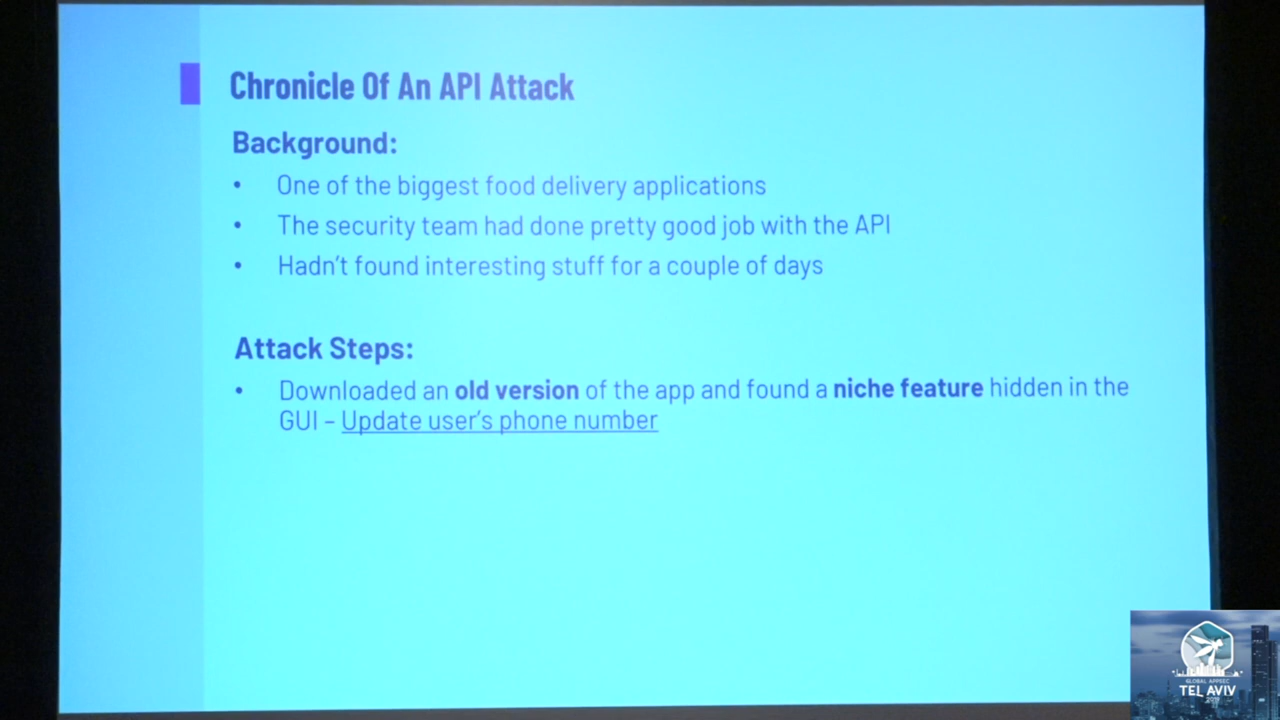 Chronicle Of An API Attack
Background:
• One of the biggest food delivery applications
• The security team had done pretty good job with the API
• Hadn't found interesting stuff for a couple of days
Attack Steps:
• Downloaded an old version of the app and found a niche feature hidden in the
GUI – Update user's phone number
GLOBAL APPSEC
TEL AVIV